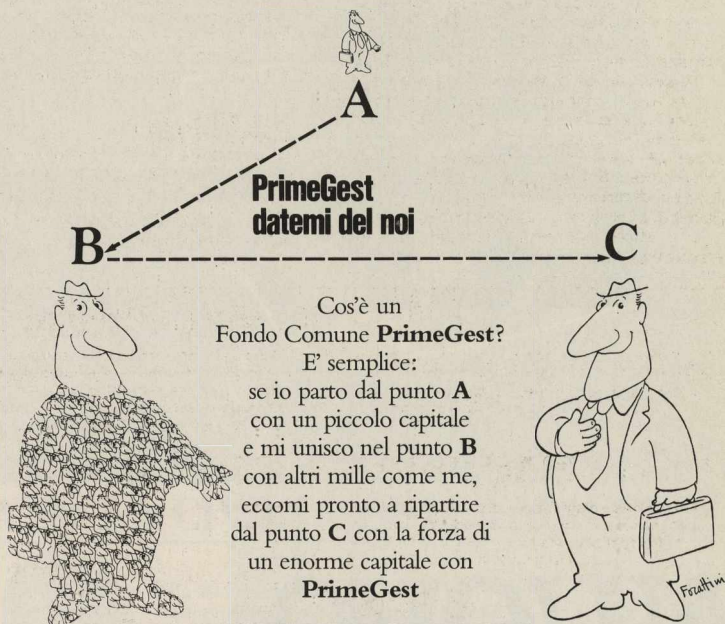 A
PrimeGest
datemi del noi
B
C
Cos'è un
Fondo Comune PrimeGest?
E' semplice:
se io parto dal punto A
con un piccolo capitale
e mi unisco nel punto B
con altri mille come me,
eccomi pronto a ripartire
dal punto C con la forza di
un enorme capitale con
PrimeGest
Forattini